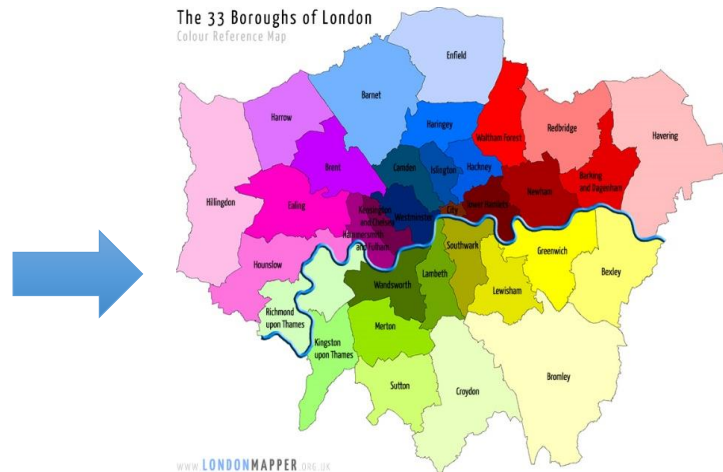 The 33 Boroughs of London
Colour Reference Map
Enfield
Barnet
Harrow
Haringey
Waltham Forest
Redbridge
Havering
Brent
Camden
Islington
Hackney
Barking
and Dagenham
Newham
Hillingdon
Ealing
Kensington
and Chelsea
Westminster
City
Tower Hamlets
Hammersmith
and Fulham
Hounslow
Southwark
Greenwich
Bexley
Wandsworth
Lambeth
Lewisham
Richmond
upon Thames
Merton
Kingston
upon Thames
Sutton
Croydon
Bromley
WWW.LONDONMAPPER.ORG.UK